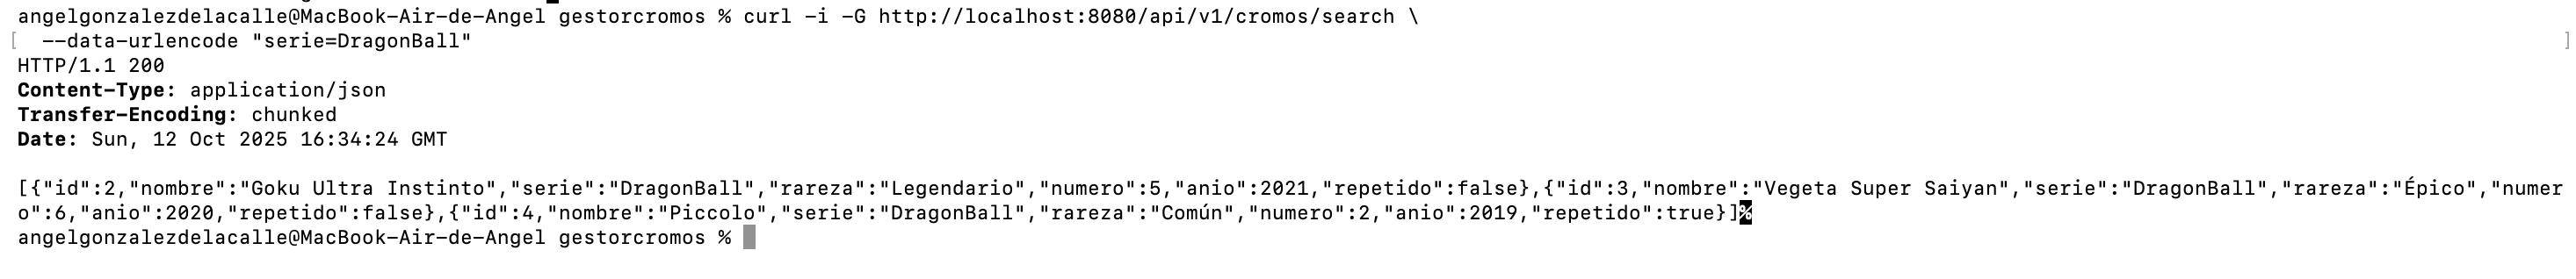 angelgonzalezdelacalle@MacBook-Air-de-Angel gestorcromos % curl -i -G http://localhost:8080/api/v1/cromos/search \
[  --data-urlencode "serie=DragonBall" ]
HTTP/1.1 200
Content-Type: application/json
Transfer-Encoding: chunked
Date: Sun, 12 Oct 2025 16:34:24 GMT

[{"id":2,"nombre":"Goku Ultra Instinto","serie":"DragonBall","rareza":"Legendario","numero":5,"anio":2021,"repetido":false},{"id":3,"nombre":"Vegeta Super Saiyan","serie":"DragonBall","rareza":"Épico","numer
o":6,"anio":2020,"repetido":false},{"id":4,"nombre":"Piccolo","serie":"DragonBall","rareza":"Común","numero":2,"anio":2019,"repetido":true}]%
angelgonzalezdelacalle@MacBook-Air-de-Angel gestorcromos %